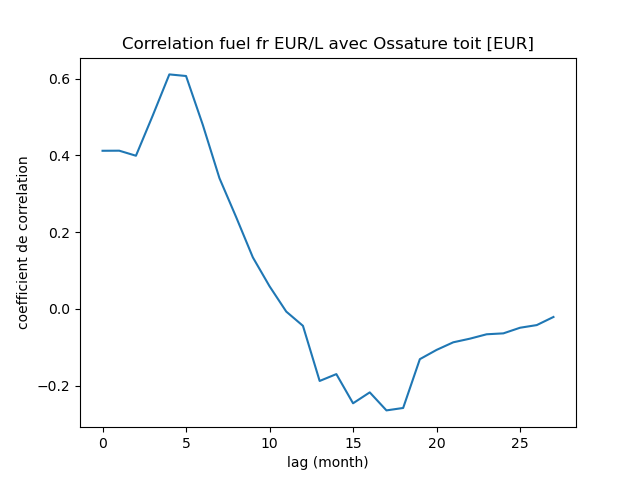 Correlation fuel fr EUR/L avec Ossature toit [EUR]
coefficient de correlation
0.6
0.4
0.2
0.0
−0.2
0 5 10 15 20 25
lag (month)